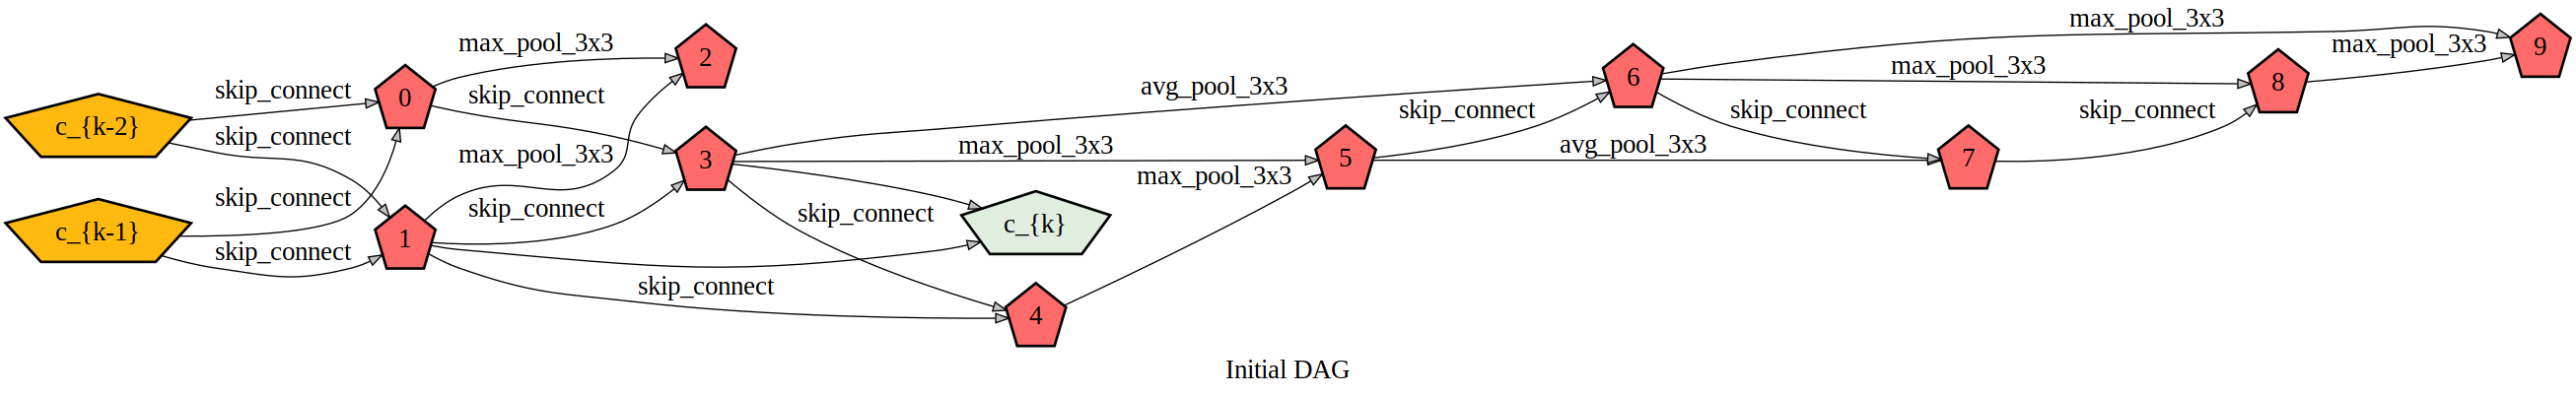 c_{k-2}
c_{k-1}
skip_connect
skip_connect
skip_connect
skip_connect
0
1
max_pool_3x3
skip_connect
max_pool_3x3
skip_connect
skip_connect
2
3
avg_pool_3x3
max_pool_3x3
skip_connect
max_pool_3x3
c_{k}
4
5
skip_connect
avg_pool_3x3
6
max_pool_3x3
max_pool_3x3
skip_connect
7
skip_connect
8
max_pool_3x3
9
Initial DAG